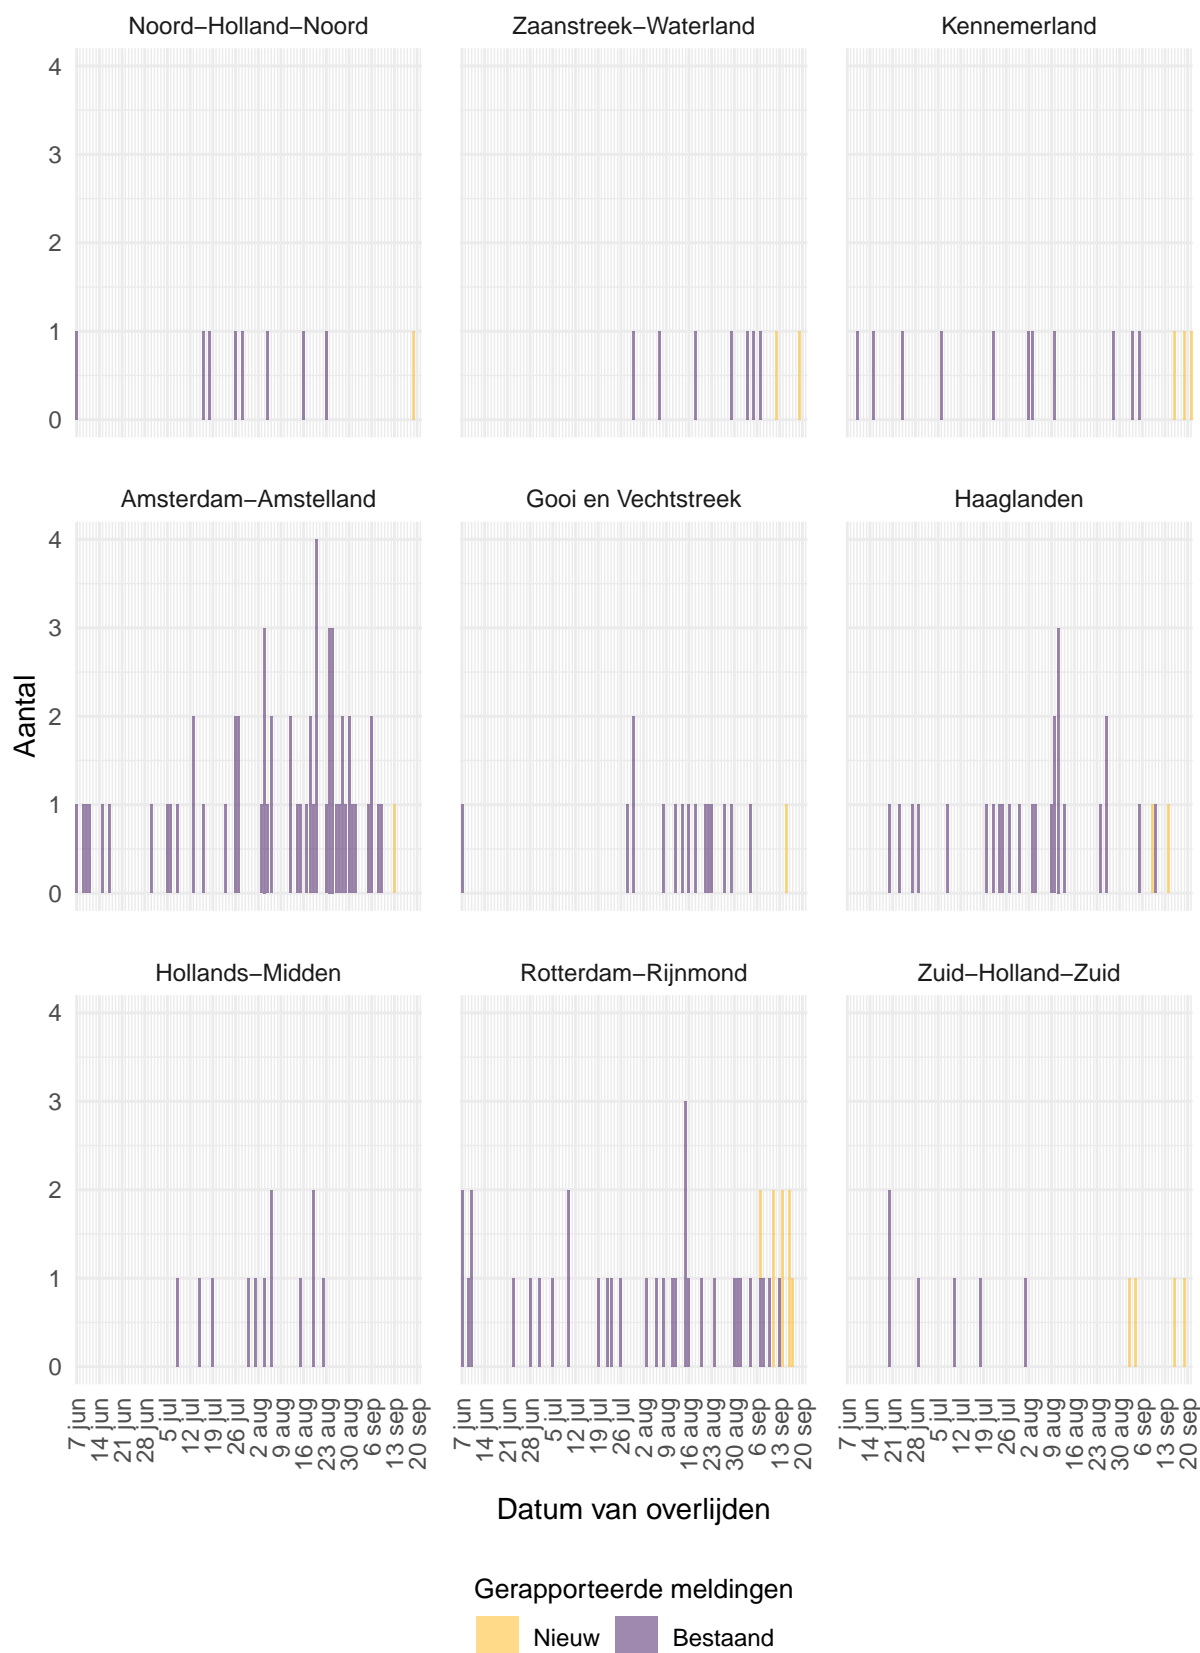 Noord−Holland−Noord
Zaanstreek−Waterland
Kennemerland
4
3
2
1
0
Amsterdam−Amstelland
Gooi en Vechtstreek
Haaglanden
4
3
2
1
0
Aantal
Hollands−Midden
Rotterdam−Rijnmond
Zuid−Holland−Zuid
4
3
2
1
0
7 jun
14 jun
21 jun
28 jun
5 jul
12 jul
19 jul
26 jul
2 aug
9 aug
16 aug
23 aug
30 aug
6 sep
13 sep
20 sep
7 jun
14 jun
21 jun
28 jun
5 jul
12 jul
19 jul
26 jul
2 aug
9 aug
16 aug
23 aug
30 aug
6 sep
13 sep
20 sep
7 jun
14 jun
21 jun
28 jun
5 jul
12 jul
19 jul
26 jul
2 aug
9 aug
16 aug
23 aug
30 aug
6 sep
13 sep
20 sep
Datum van overlijden
Gerapporteerde meldingen
Nieuw
Bestaand